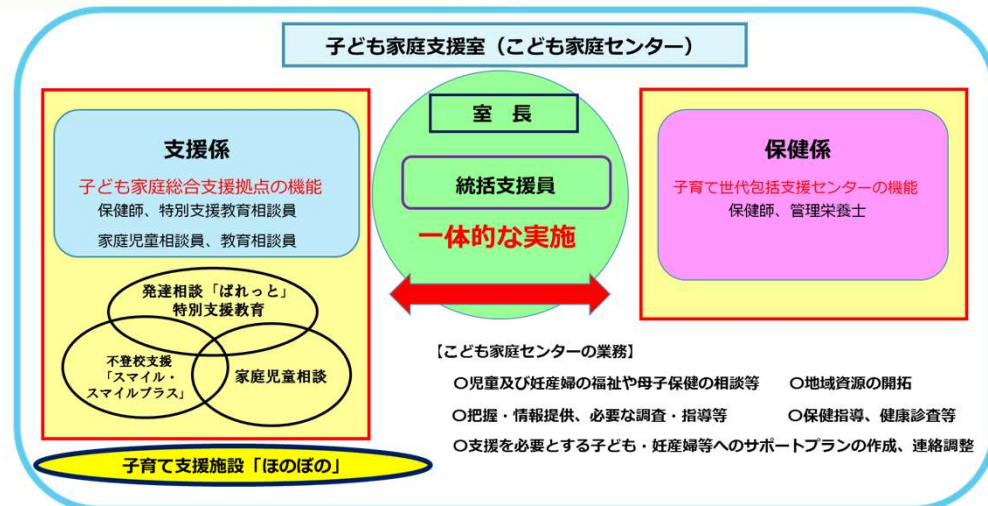 子ども家庭支援室（こども家庭センター）
室　長
統括支援員
一体的な実施
支援係
子ども家庭総合支援拠点の機能
保健師、特別支援教育相談員
家庭児童相談員、教育相談員
発達相談「ぱれっと」
特別支援教育
不登校支援
「スマイル・
スマイルプラス」
家庭児童相談
子育て支援施設「ほのぼの」
保健係
子育て世代包括支援センターの機能
保健師、管理栄養士
【こども家庭センターの業務】
○児童及び妊産婦の福祉や母子保健の相談等　○地域資源の開拓
○把握・情報提供、必要な調査・指導等　○保健指導、健康診査等
○支援を必要とする子ども・妊産婦等へのサポートプランの作成、連絡調整